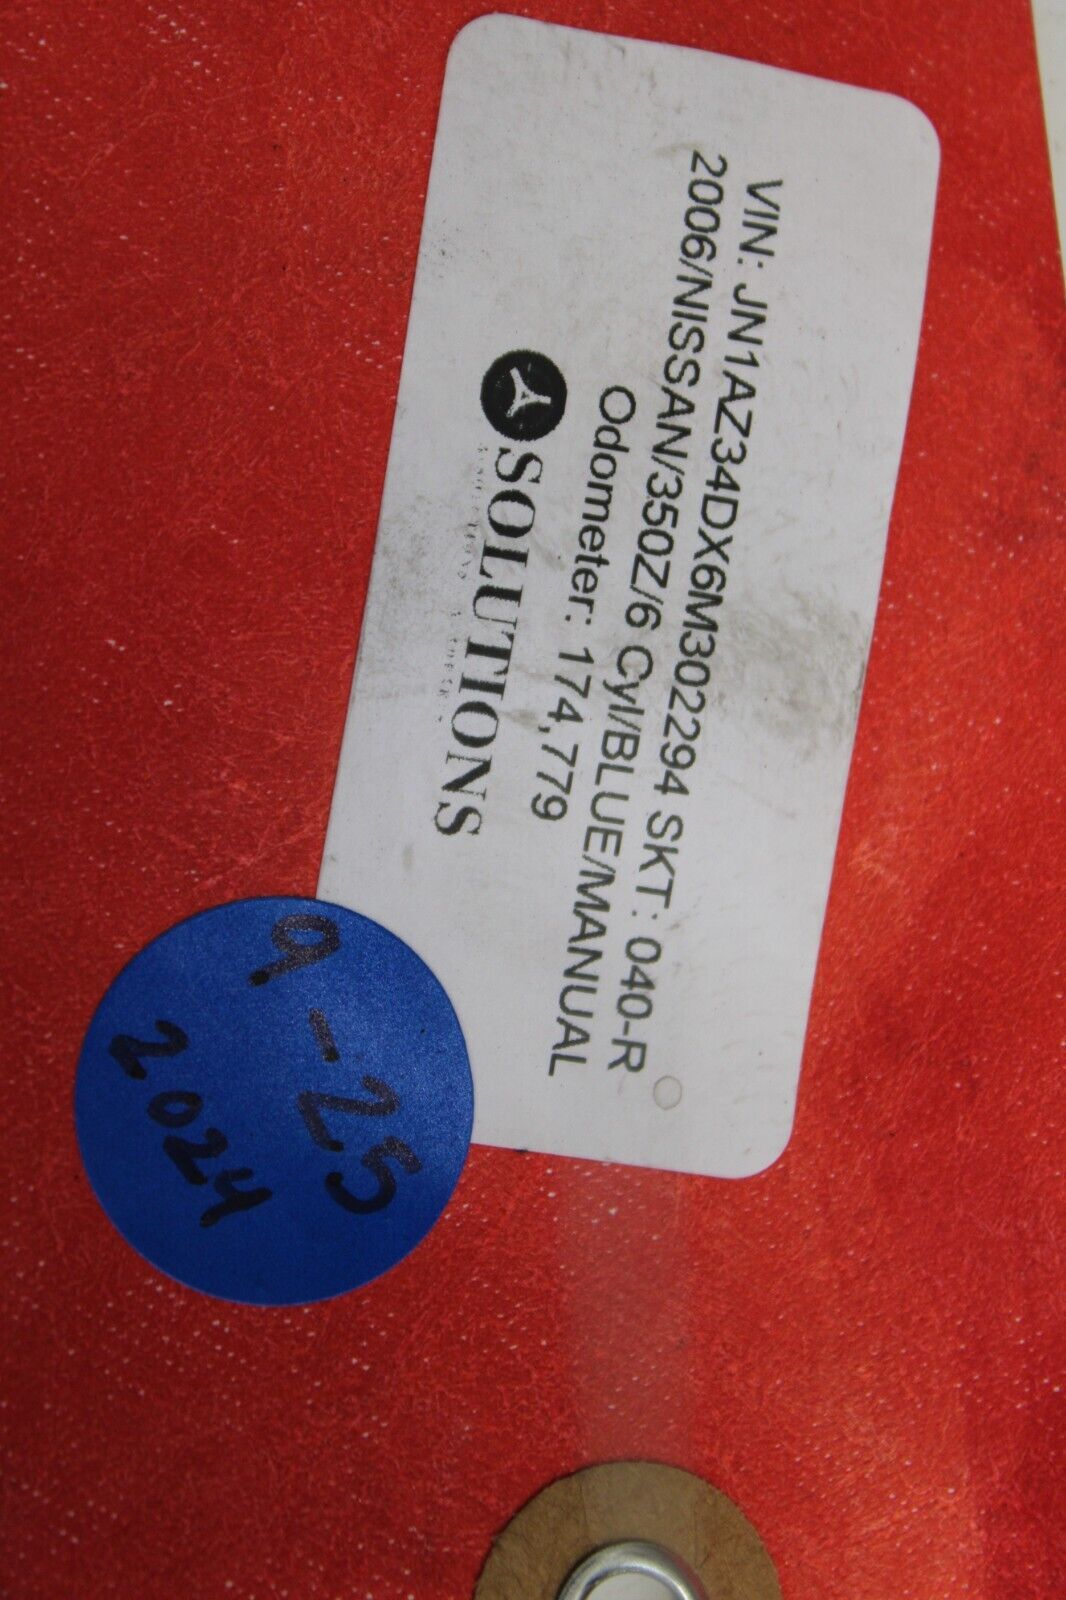 VIN: JN1AZ34DX6M302294 SKT: 040-R
2006/NISSAN/350Z/6 Cyl/BLUE/MANUAL
Odometer: 174,779
SOLUTIONS
9-25
2024